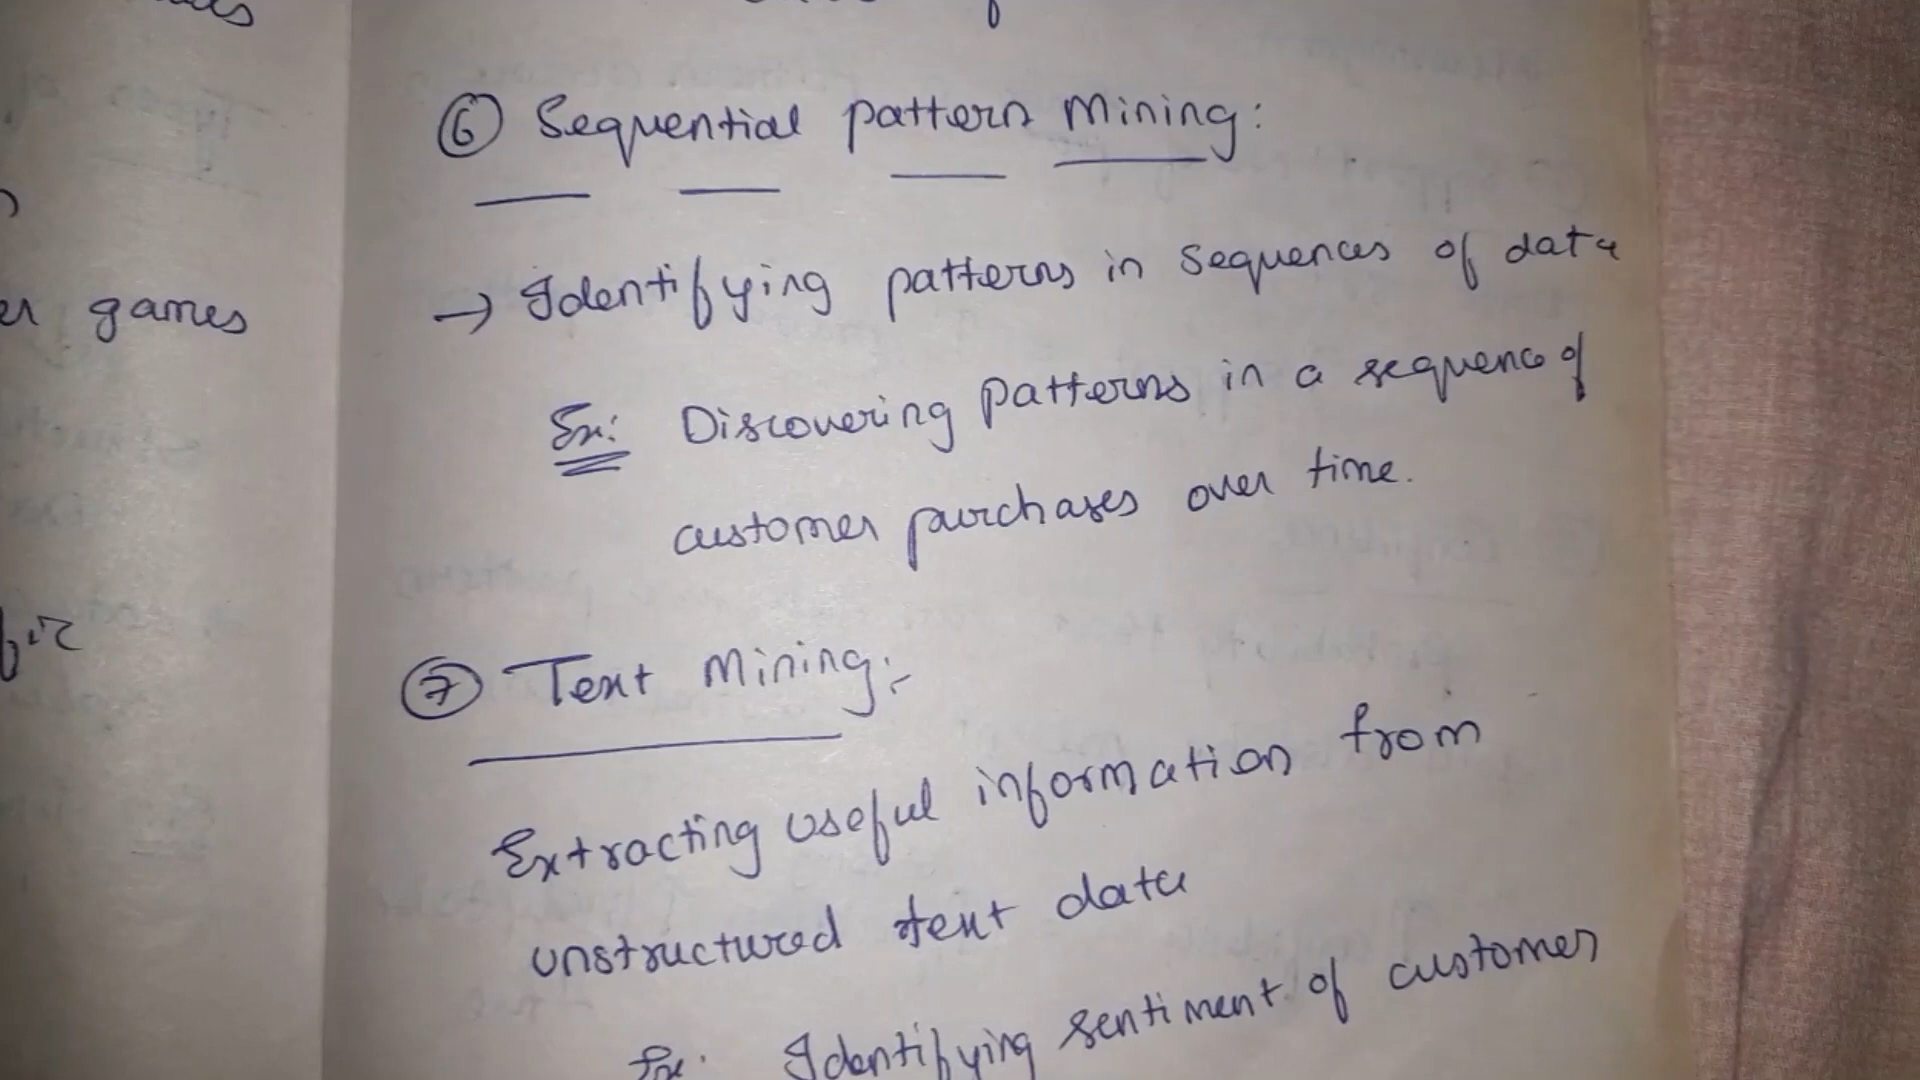 ⑥ Sequential pattern Mining:
→ Identifying patterns in sequences of data
Ex: Discovering patterns in a sequence of
customer purchases over time.
⑦ Text Mining:-
Extracting useful information from
unstructured text data
Ex: Identifying sentiment of customer
games